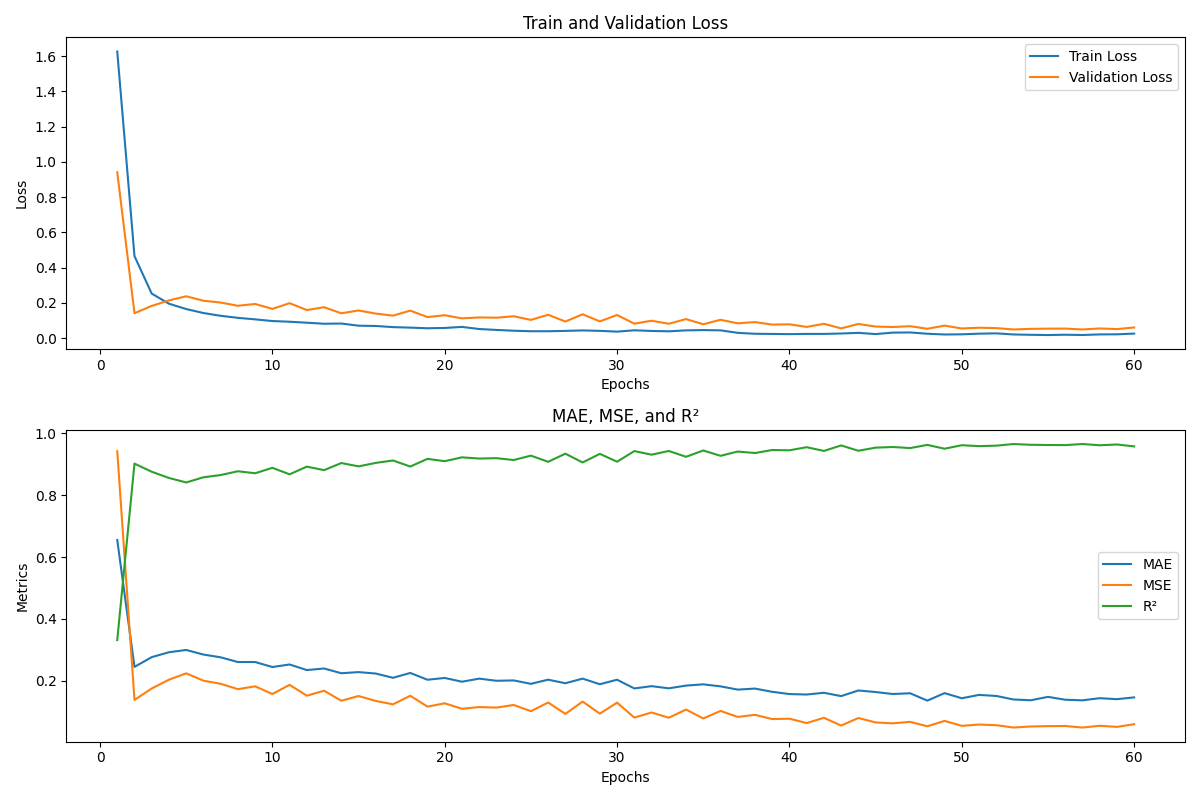 Train and Validation Loss
1.6
1.4
1.2
1.0
0.8
0.6
0.4
0.2
0.0
Loss
Train Loss
Validation Loss
0 10 20 30 40 50 60
Epochs
MAE, MSE, and R²
1.0
0.8
0.6
0.4
0.2
Metrics
MAE
MSE
R²
0 10 20 30 40 50 60
Epochs